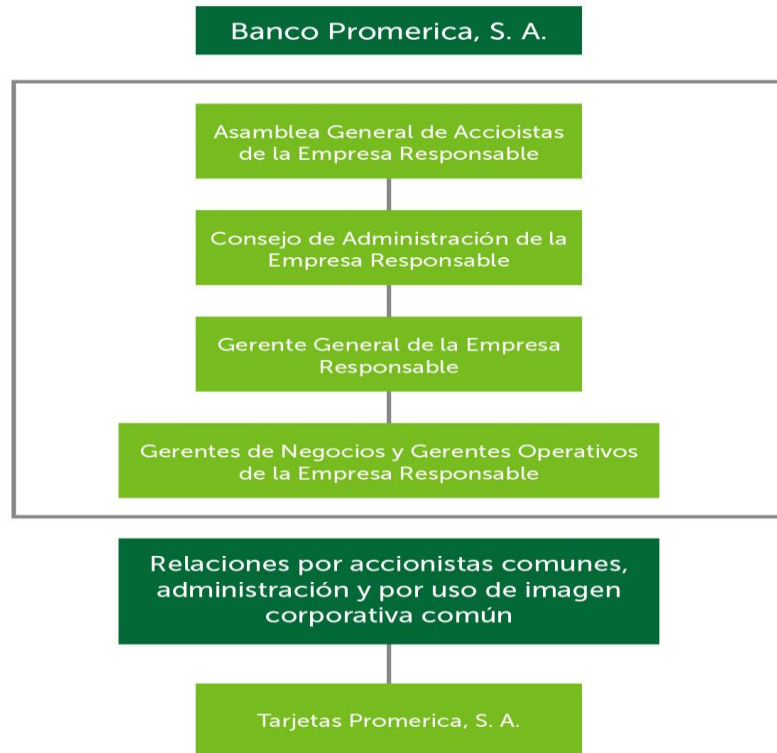 Banco Promerica, S. A.
Asamblea General de Accioistas
de la Empresa Responsable
Consejo de Administración de la
Empresa Responsable
Gerente General de la Empresa
Responsable
Gerentes de Negocios y Gerentes Operativos
de la Empresa Responsable
Relaciones por accionistas comunes,
administración y por uso de imagen
corporativa común
Tarjetas Promerica, S. A.